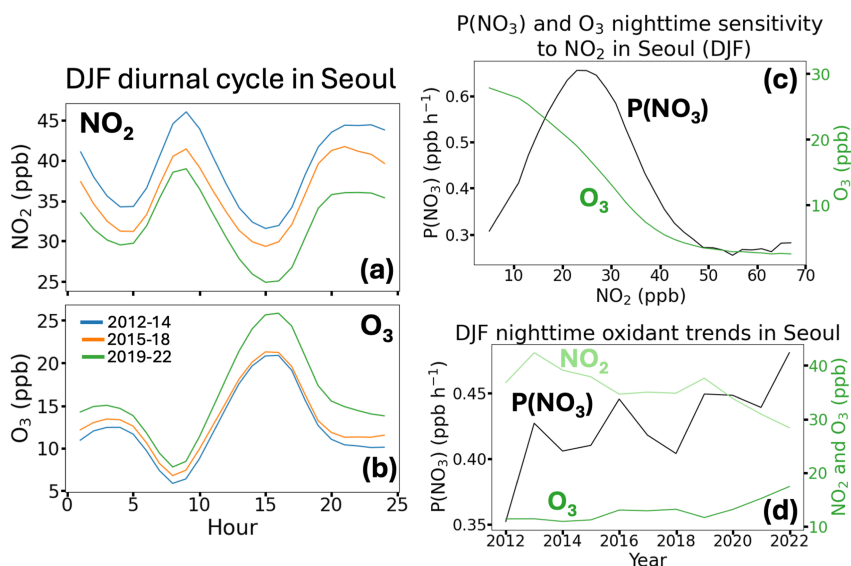 DJF diurnal cycle in Seoul
NO₂
45
40
35
30
25
NO₂ (ppb)
(a)
2012-14
2015-18
2019-22
O₃
25
20
15
10
5
O₃ (ppb)
(b)
0 5 10 15 20 25
Hour
P(NO₃) and O₃ nighttime sensitivity
to NO₂ in Seoul (DJF)
(c)
P(NO₃)
O₃
0.6
0.5
0.4
0.3
P(NO₃) (ppb h⁻¹)
30
20
10
O₃ (ppb)
10 20 30 40 50 60 70
NO₂ (ppb)
DJF nighttime oxidant trends in Seoul
NO₂
P(NO₃)
O₃
(d)
0.45
0.40
0.35
P(NO₃) (ppb h⁻¹)
40
30
20
10
NO₂ and O₃ (ppb)
2012 2014 2016 2018 2020 2022
Year